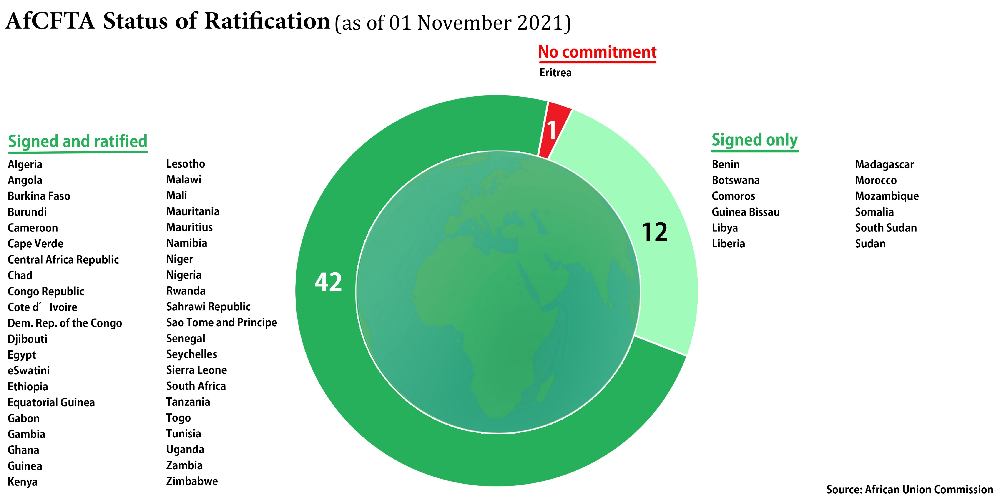 AfCFTA Status of Ratification (as of 01 November 2021)
No commitment
Eritrea
1
Signed and ratified
Algeria
Angola
Burkina Faso
Burundi
Cameroon
Cape Verde
Central Africa Republic
Chad
Congo Republic
Cote d′ Ivoire
Dem. Rep. of the Congo
Djibouti
Egypt
eSwatini
Ethiopia
Equatorial Guinea
Gabon
Gambia
Ghana
Guinea
Kenya
Lesotho
Malawi
Mali
Mauritania
Mauritius
Namibia
Niger
Nigeria
Rwanda
Sahrawi Republic
Sao Tome and Principe
Senegal
Seychelles
Sierra Leone
South Africa
Tanzania
Togo
Tunisia
Uganda
Zambia
Zimbabwe
42
12
Signed only
Benin
Botswana
Comoros
Guinea Bissau
Libya
Liberia
Madagascar
Morocco
Mozambique
Somalia
South Sudan
Sudan
Source: African Union Commission